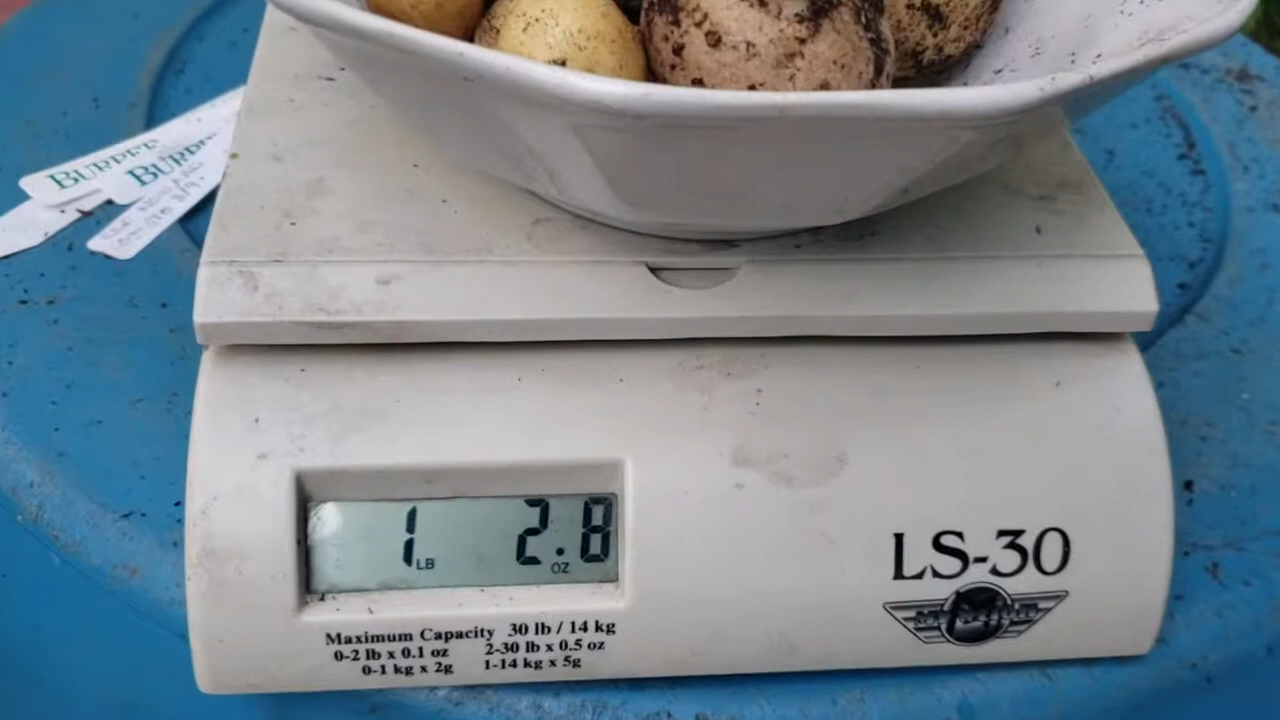 BURPEE
BURPEE
1 LB 2.8 OZ
LS-30
Maximum Capacity 30 lb / 14 kg
0-2 lb x 0.1 oz 2-30 lb x 0.5 oz
0-1 kg x 2g 1-14 kg x 5g